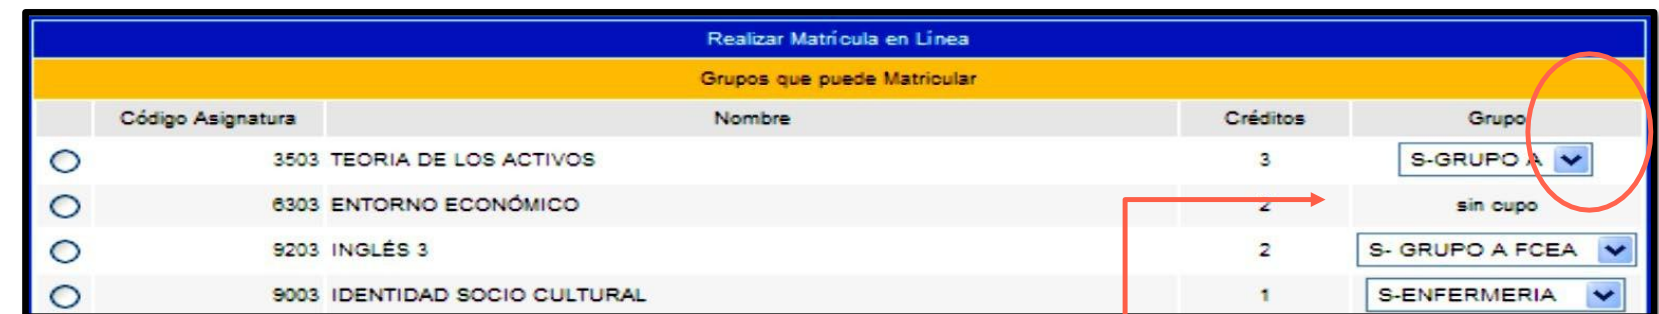 Realizar Matrícula en Línea
Grupos que puede Matricular
Código Asignatura Nombre Créditos Grupo
3503 TEORIA DE LOS ACTIVOS 3 S-GRUPO A
6303 ENTORNO ECONÓMICO 2 sin cupo
9203 INGLÉS 3 2 S- GRUPO A FCEA
9003 IDENTIDAD SOCIO CULTURAL 1 S-ENFERMERIA